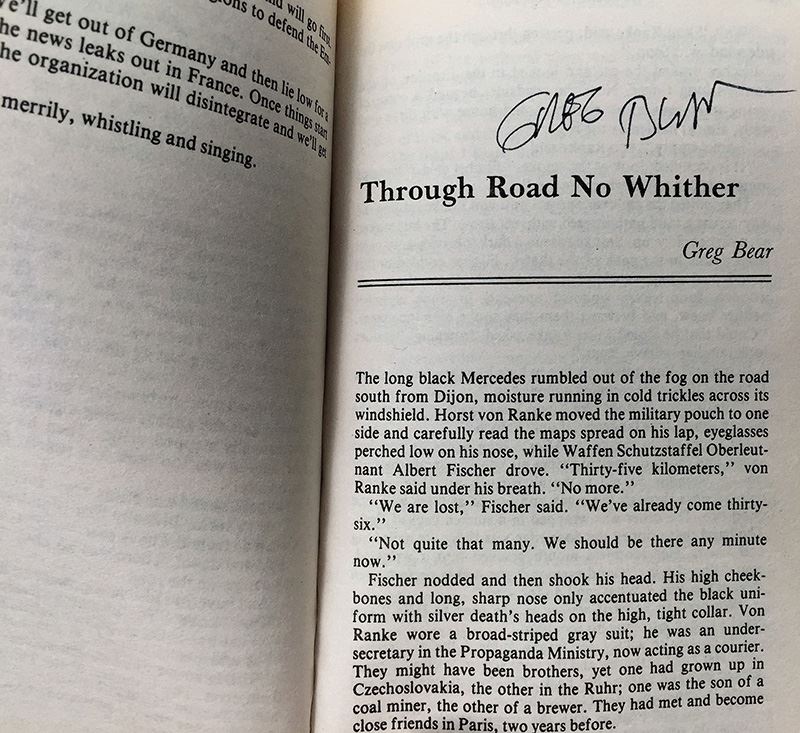 nd will go first.
gions to defend the Em-
ve'll get out of Germany and then lie low for a
he news leaks out in France. Once things start
he organization will disintegrate and we'll get
merrily, whistling and singing.
GREG BEAR
Through Road No Whither
Greg Bear
The long black Mercedes rumbled out of the fog on the road
south from Dijon, moisture running in cold trickles across its
windshield. Horst von Ranke moved the military pouch to one
side and carefully read the maps spread on his lap, eyeglasses
perched low on his nose, while Waffen Schutzstaffel Oberleut-
nant Albert Fischer drove. “Thirty-five kilometers,” von
Ranke said under his breath. “No more.”
“We are lost,” Fischer said. “We’ve already come thirty-
six.”
“Not quite that many. We should be there any minute
now.”
Fischer nodded and then shook his head. His high cheek-
bones and long, sharp nose only accentuated the black uni-
form with silver death’s heads on the high, tight collar. Von
Ranke wore a broad-striped gray suit; he was an under-
secretary in the Propaganda Ministry, now acting as a courier.
They might have been brothers, yet one had grown up in
Czechoslovakia, the other in the Ruhr; one was the son of a
coal miner, the other of a brewer. They had met and become
close friends in Paris, two years before.